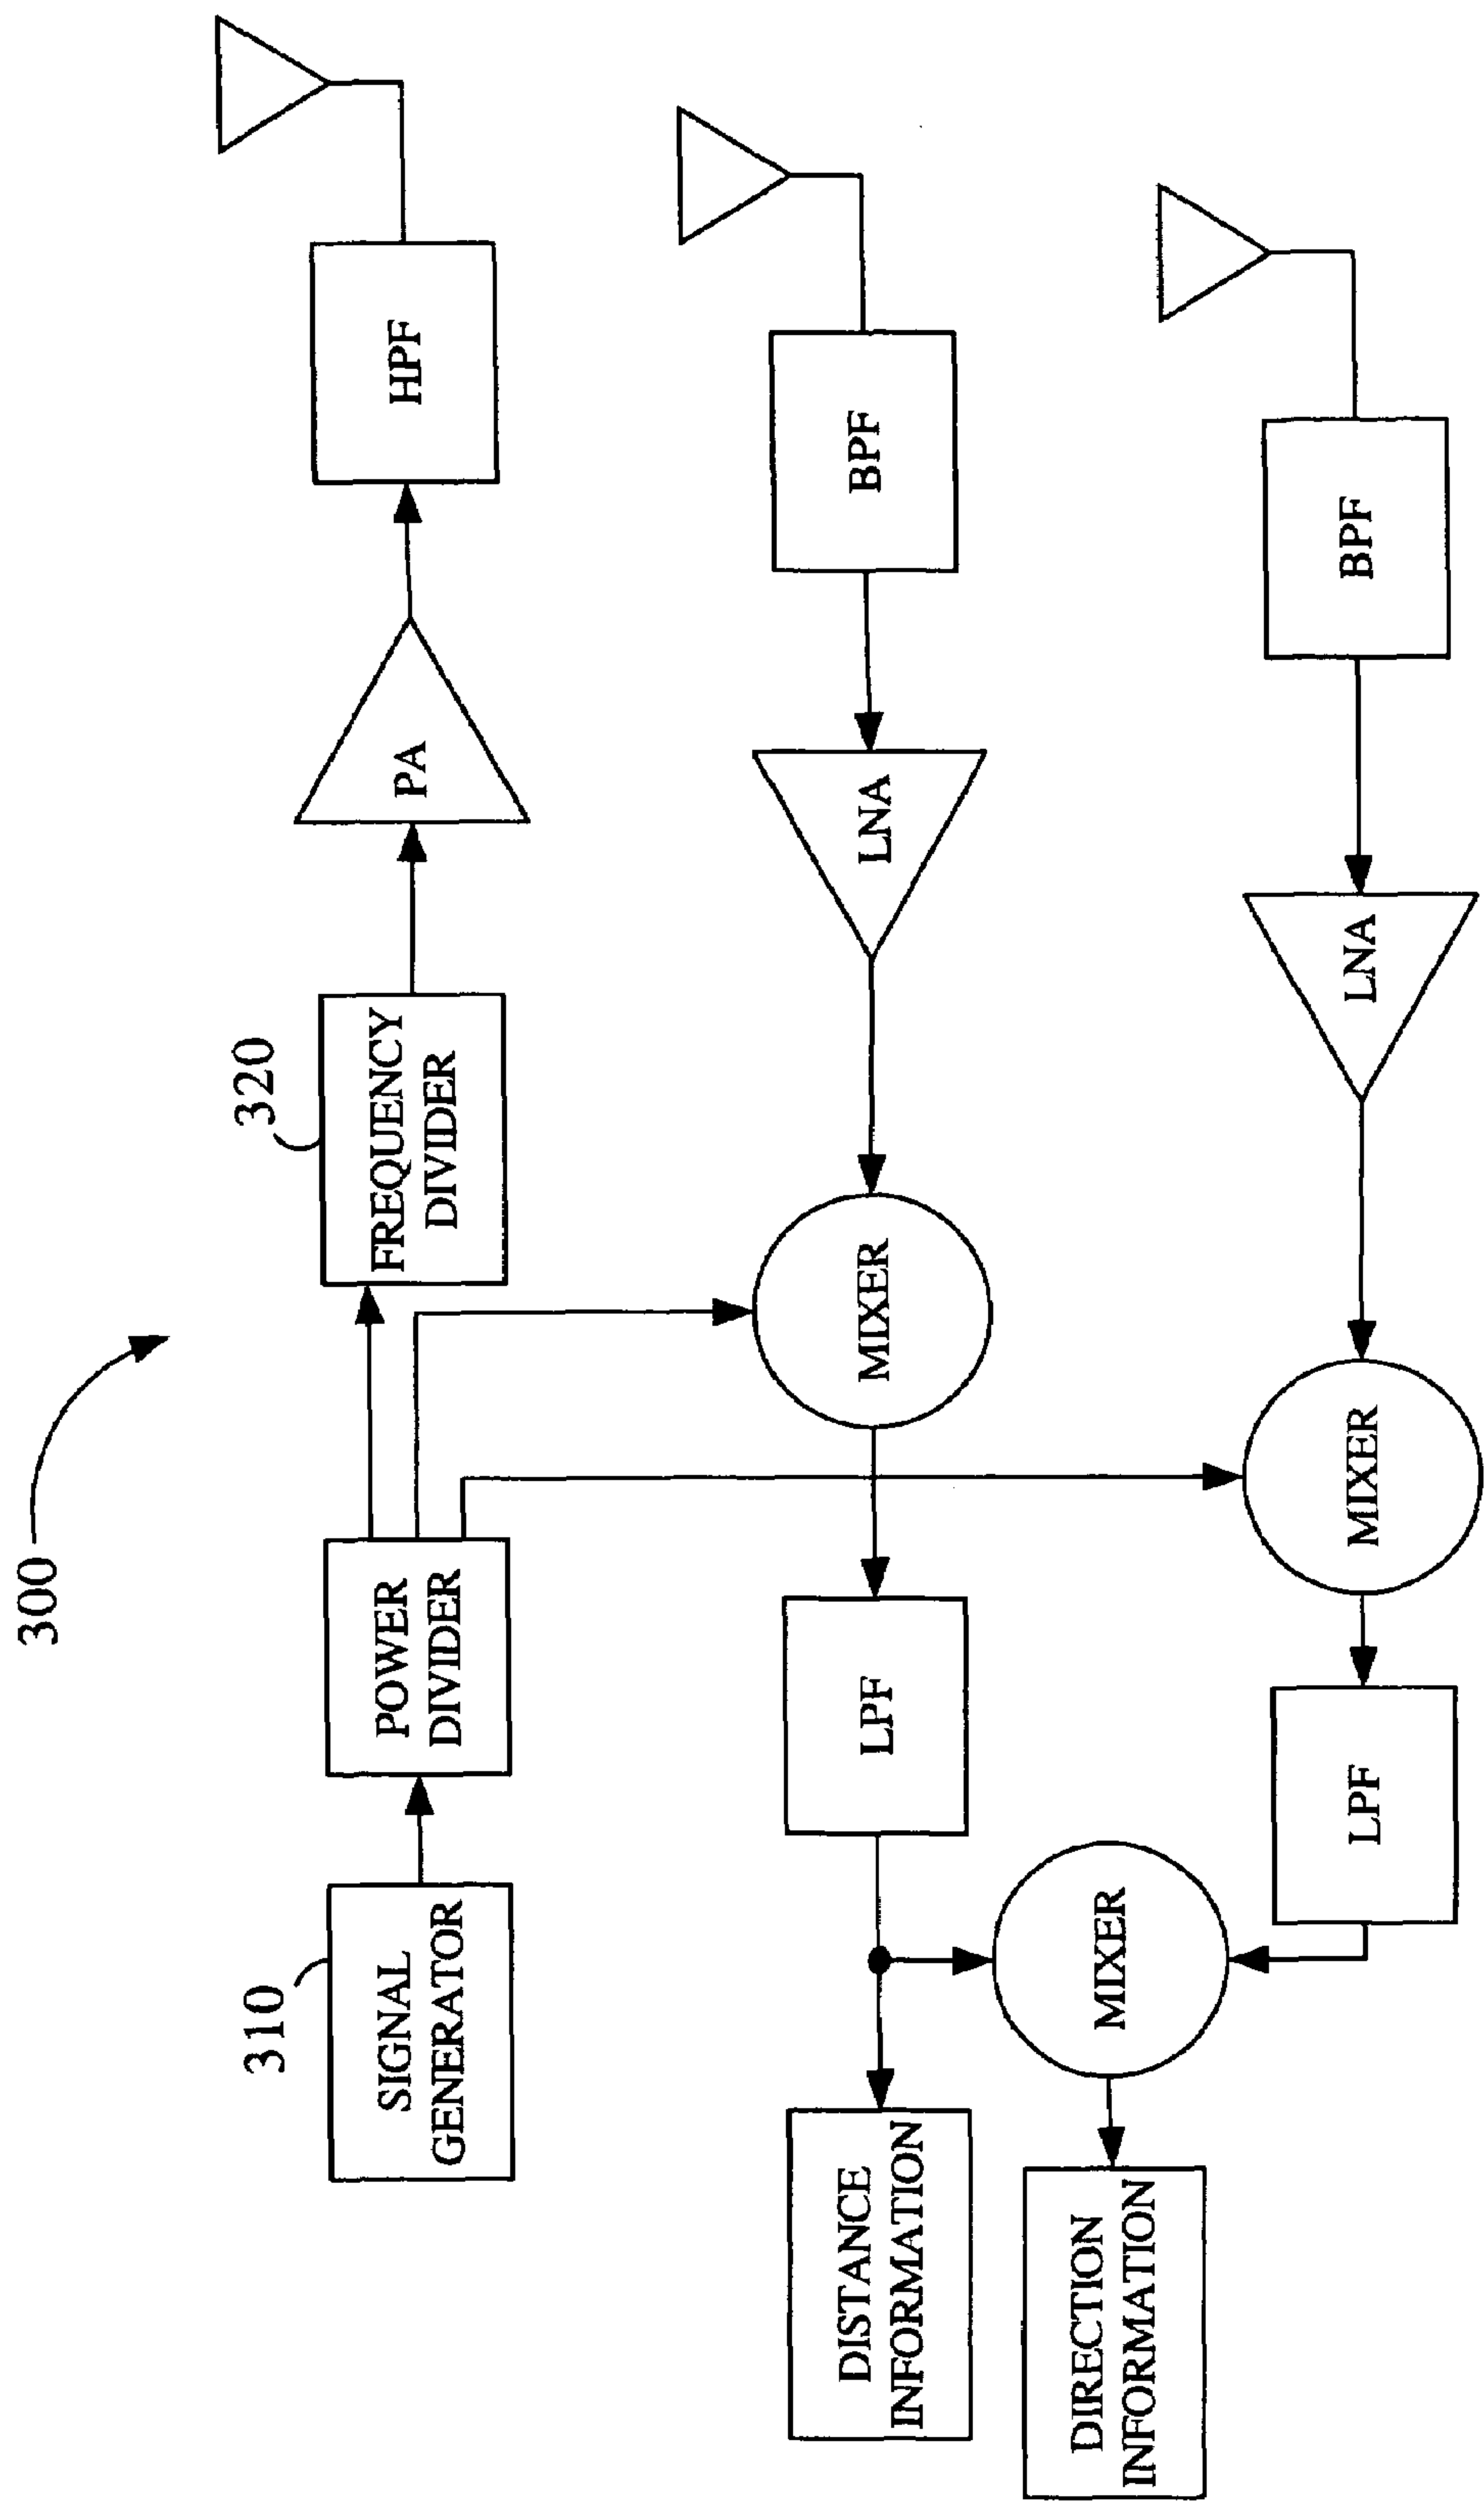 300
310
SIGNAL
GENERATOR
POWER
DIVIDER
320
FREQUENCY
DIVIDER
PA
HPF
DISTANCE
INFORMATION
LPF
MIXER
LNA
BPF
DIRECTION
INFORMATION
MIXER
LPF
MIXER
LNA
BPF